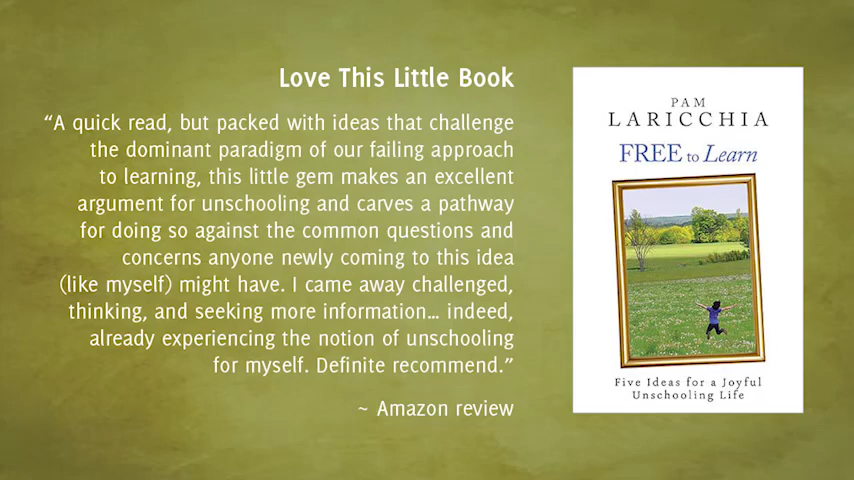 Love This Little Book
“A quick read, but packed with ideas that challenge
the dominant paradigm of our failing approach
to learning, this little gem makes an excellent
argument for unschooling and carves a pathway
for doing so against the common questions and
concerns anyone newly coming to this idea
(like myself) might have. I came away challenged,
thinking, and seeking more information… indeed,
already experiencing the notion of unschooling
for myself. Definite recommend.”
~ Amazon review
PAM
LARICCHIA
FREE to Learn
Five Ideas for a Joyful
Unschooling Life